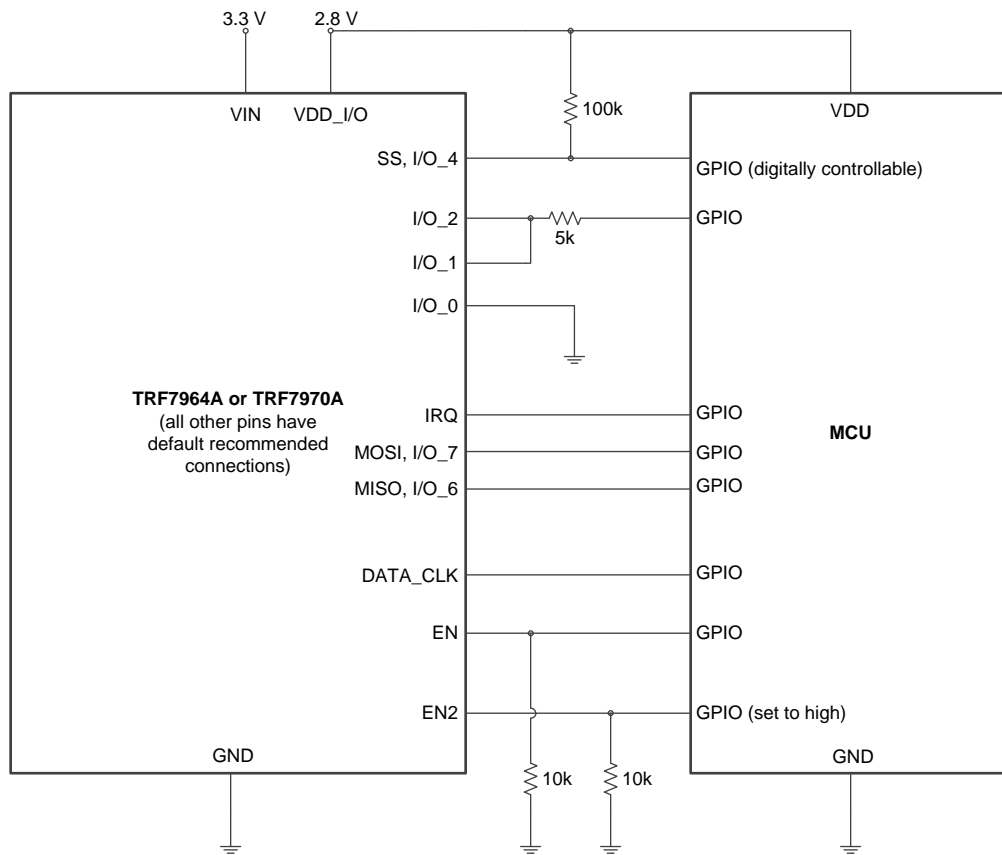 3.3 V
2.8 V
VIN
VDD_I/O
VDD
100k
SS, I/O_4
GPIO (digitally controllable)
I/O_2
5k
GPIO
I/O_1
I/O_0
TRF7964A or TRF7970A
(all other pins have
default recommended
connections)
MCU
IRQ
GPIO
MOSI, I/O_7
GPIO
MISO, I/O_6
GPIO
DATA_CLK
GPIO
EN
GPIO
EN2
GPIO (set to high)
GND
10k
10k
GND